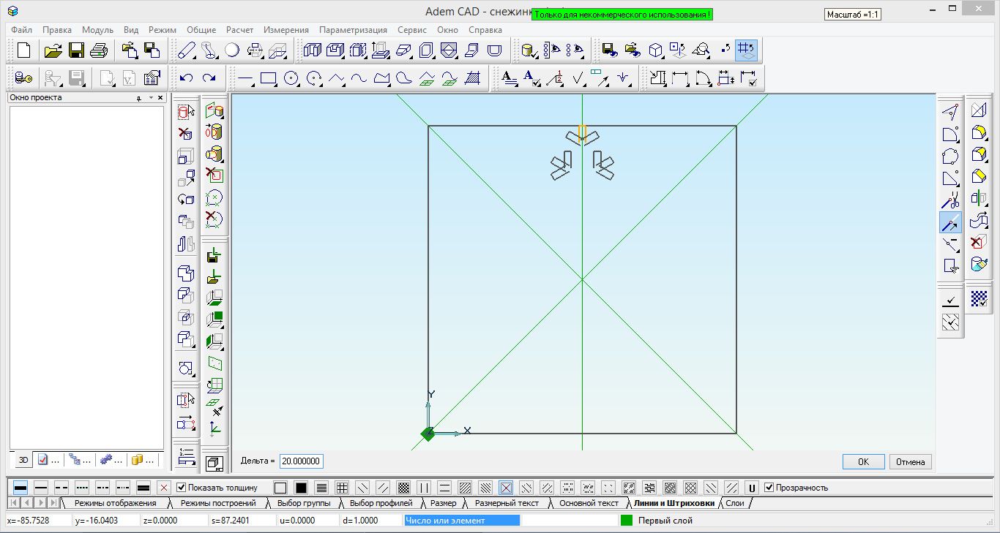 Adem CAD - снежинк
Только для некоммерческого использования !
Масштаб =1:1
Файл Правка Модуль Вид Режим Общие Расчет Измерения Параметризация Сервис Окно Справка
Окно проекта
Y
Z
X
3D ... ... ... ...
Дельта = 20.000000
OK Отмена
Показать толщину
U Прозрачность
Режимы отображения Режимы построений Выбор группы Выбор профилей Размер Размерный текст Основной текст Линии и Штриховки Слои
x=-85.7528 y=-16.0403 z=0.0000 s=87.2401 u=0.0000 d=1.0000 Число или элемент Первый слой